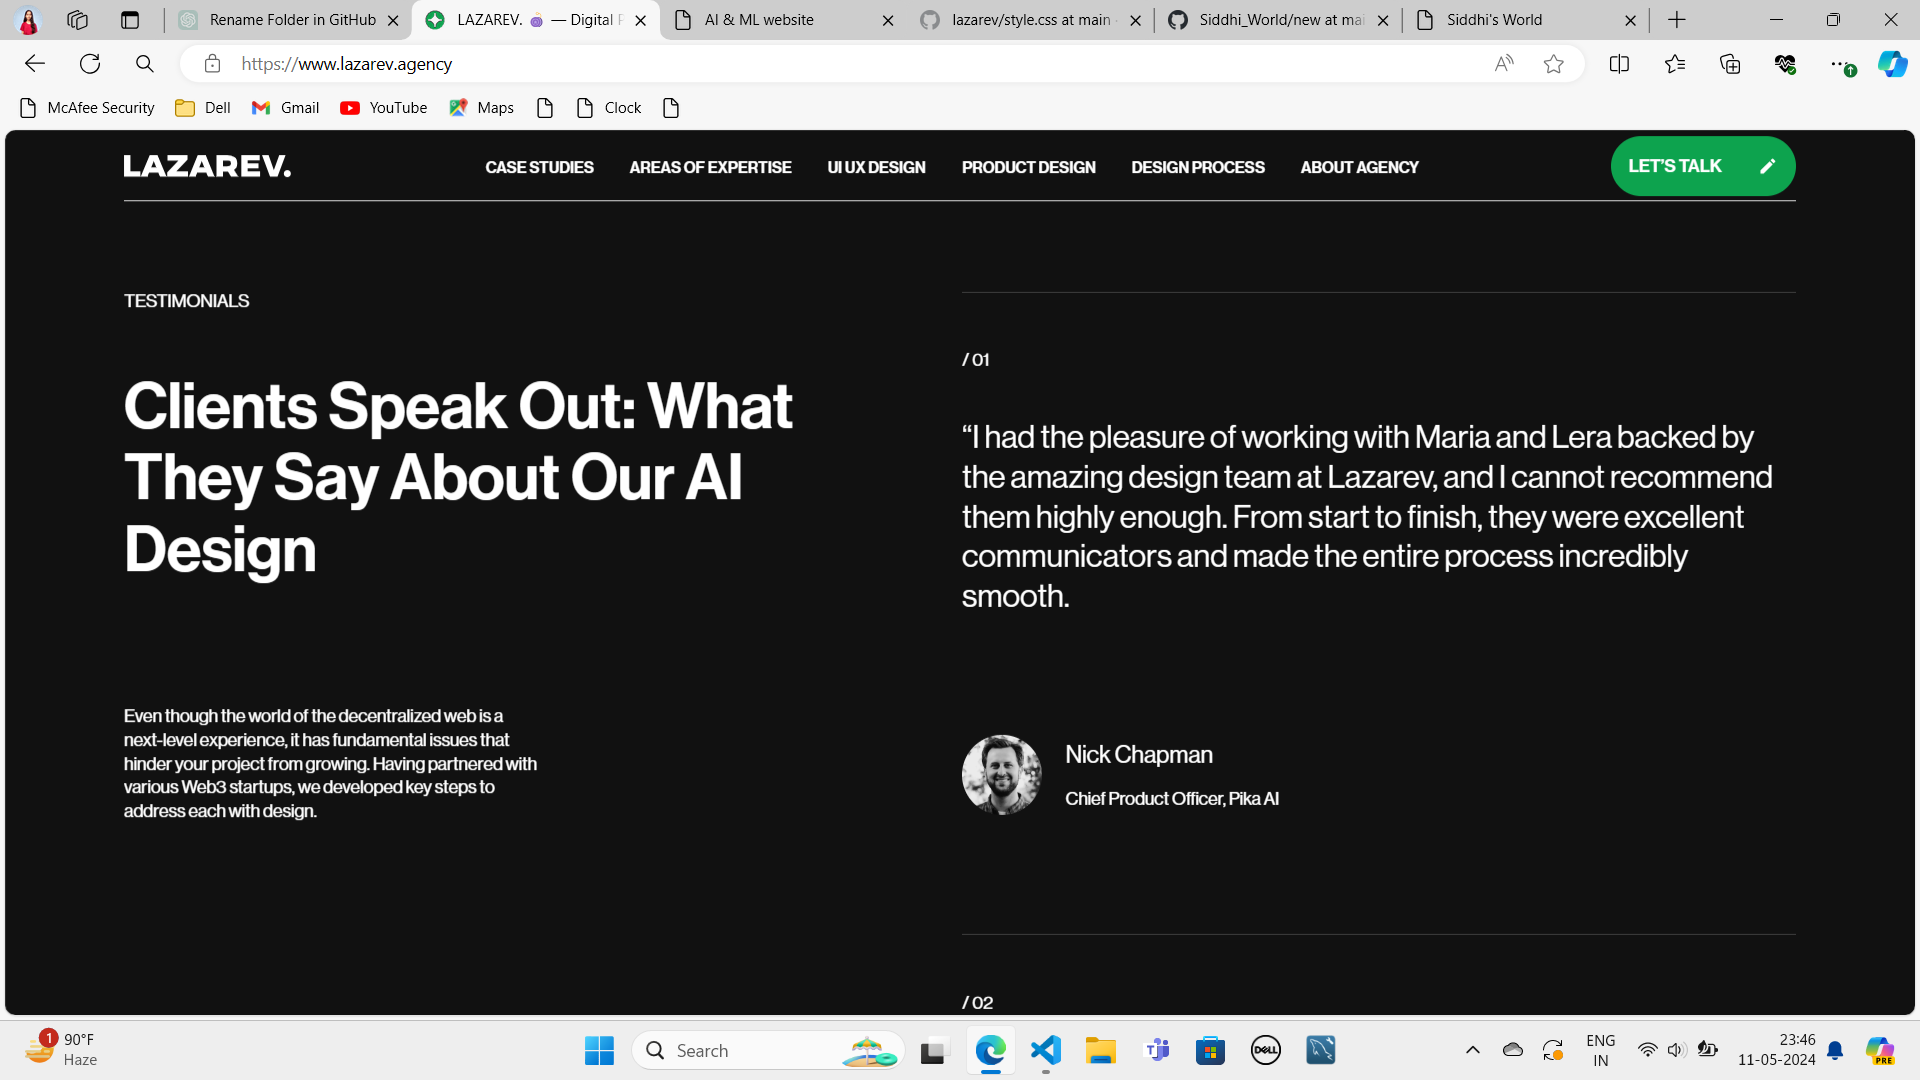 Rename Folder in GitHub
LAZAREV. — Digital P
AI & ML website
lazarev/style.css at main
Siddhi_World/new at mai
Siddhi's World
https://www.lazarev.agency
McAfee Security
Dell
Gmail
YouTube
Maps
Clock
LAZAREV.
CASE STUDIES
AREAS OF EXPERTISE
UI UX DESIGN
PRODUCT DESIGN
DESIGN PROCESS
ABOUT AGENCY
LET'S TALK
TESTIMONIALS
Clients Speak Out: What
They Say About Our AI
Design
Even though the world of the decentralized web is a
next-level experience, it has fundamental issues that
hinder your project from growing. Having partnered with
various Web3 startups, we developed key steps to
address each with design.
/ 01
“I had the pleasure of working with Maria and Lera backed by
the amazing design team at Lazarev, and I cannot recommend
them highly enough. From start to finish, they were excellent
communicators and made the entire process incredibly
smooth.
Nick Chapman
Chief Product Officer, Pika AI
/ 02
1
90°F
Haze
Search
DELL
ENG
IN
23:46
11-05-2024
PRE